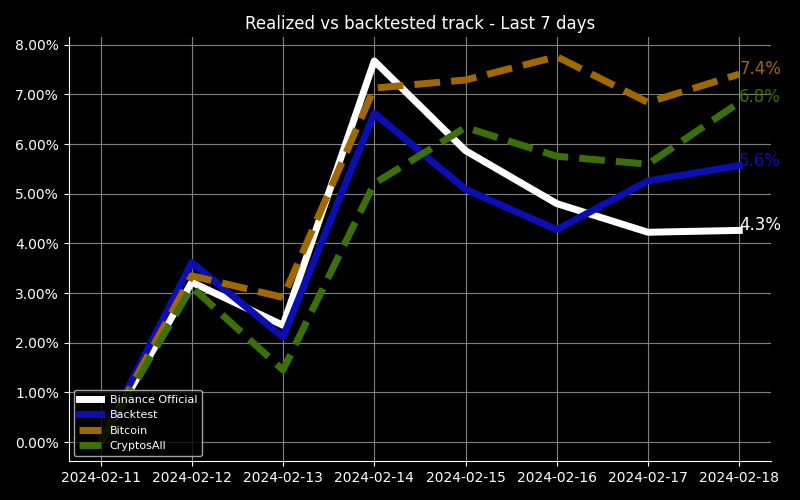 Realized vs backtested track - Last 7 days
8.00%
7.00%
6.00%
5.00%
4.00%
3.00%
2.00%
1.00%
0.00%
7.4%
6.8%
5.6%
4.3%
Binance Official
Backtest
Bitcoin
CryptosAll
2024-02-11 2024-02-12 2024-02-13 2024-02-14 2024-02-15 2024-02-16 2024-02-17 2024-02-18